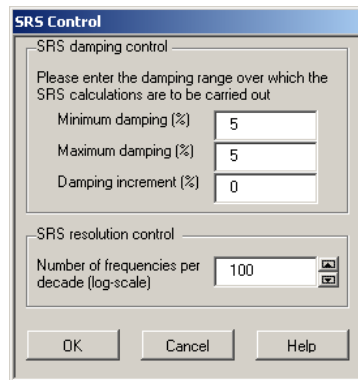 SRS Control
SRS damping control
Please enter the damping range over which the
SRS calculations are to be carried out
Minimum damping (%) 5
Maximum damping (%) 5
Damping increment (%) 0
SRS resolution control
Number of frequencies per
decade (log-scale) 100
OK Cancel Help